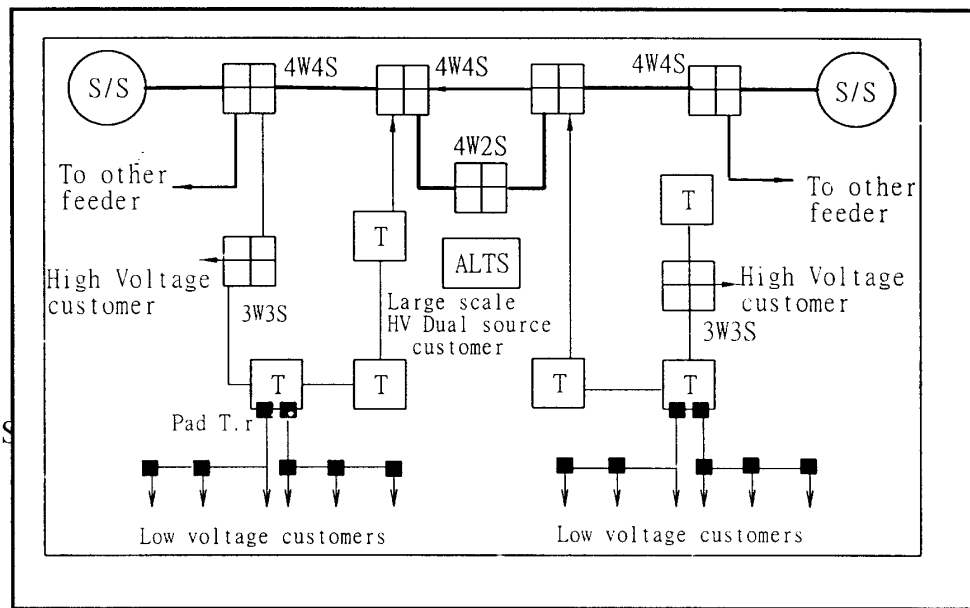 4W4S
4W4S
4W4S
S/S
S/S
4W2S
To other
feeder
To other
feeder
T
T
ALTS
High Voltage
customer
High Voltage
customer
3W3S
Large scale
HV Dual source
customer
3W3S
T
T
T
T
Pad T.r
S
Low voltage customers
Low voltage customers